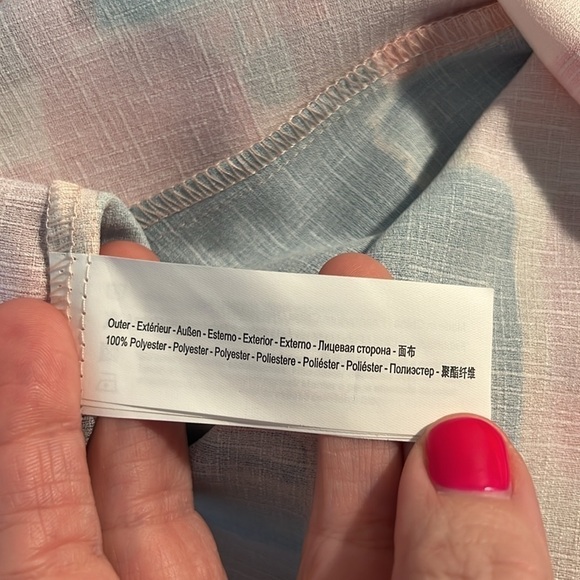 Outer - Extérieur - Außen - Esterno - Exterior - Externo - Лицевая сторона - 面布
100% Polyester - Polyester - Polyester - Poliestere - Poliéster - Poliéster - Полиэстер - 聚酯纤维